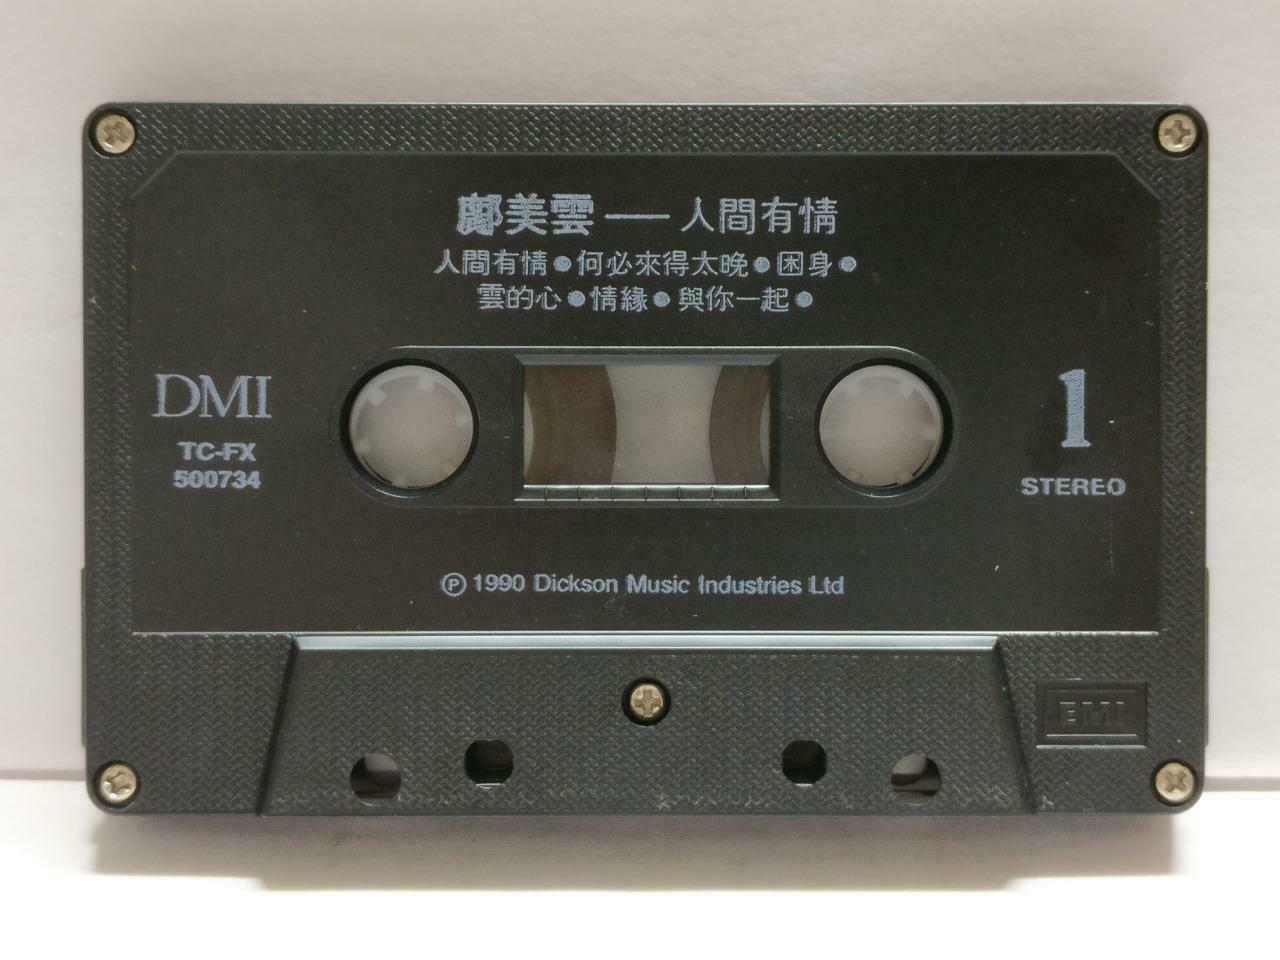 鄺美雲——人間有情
人間有情●何必來得太晚●困身●
雲的心●情緣●與你一起●
DMI
TC-FX
500734
1
STEREO
Ⓟ 1990 Dickson Music Industries Ltd
EMI